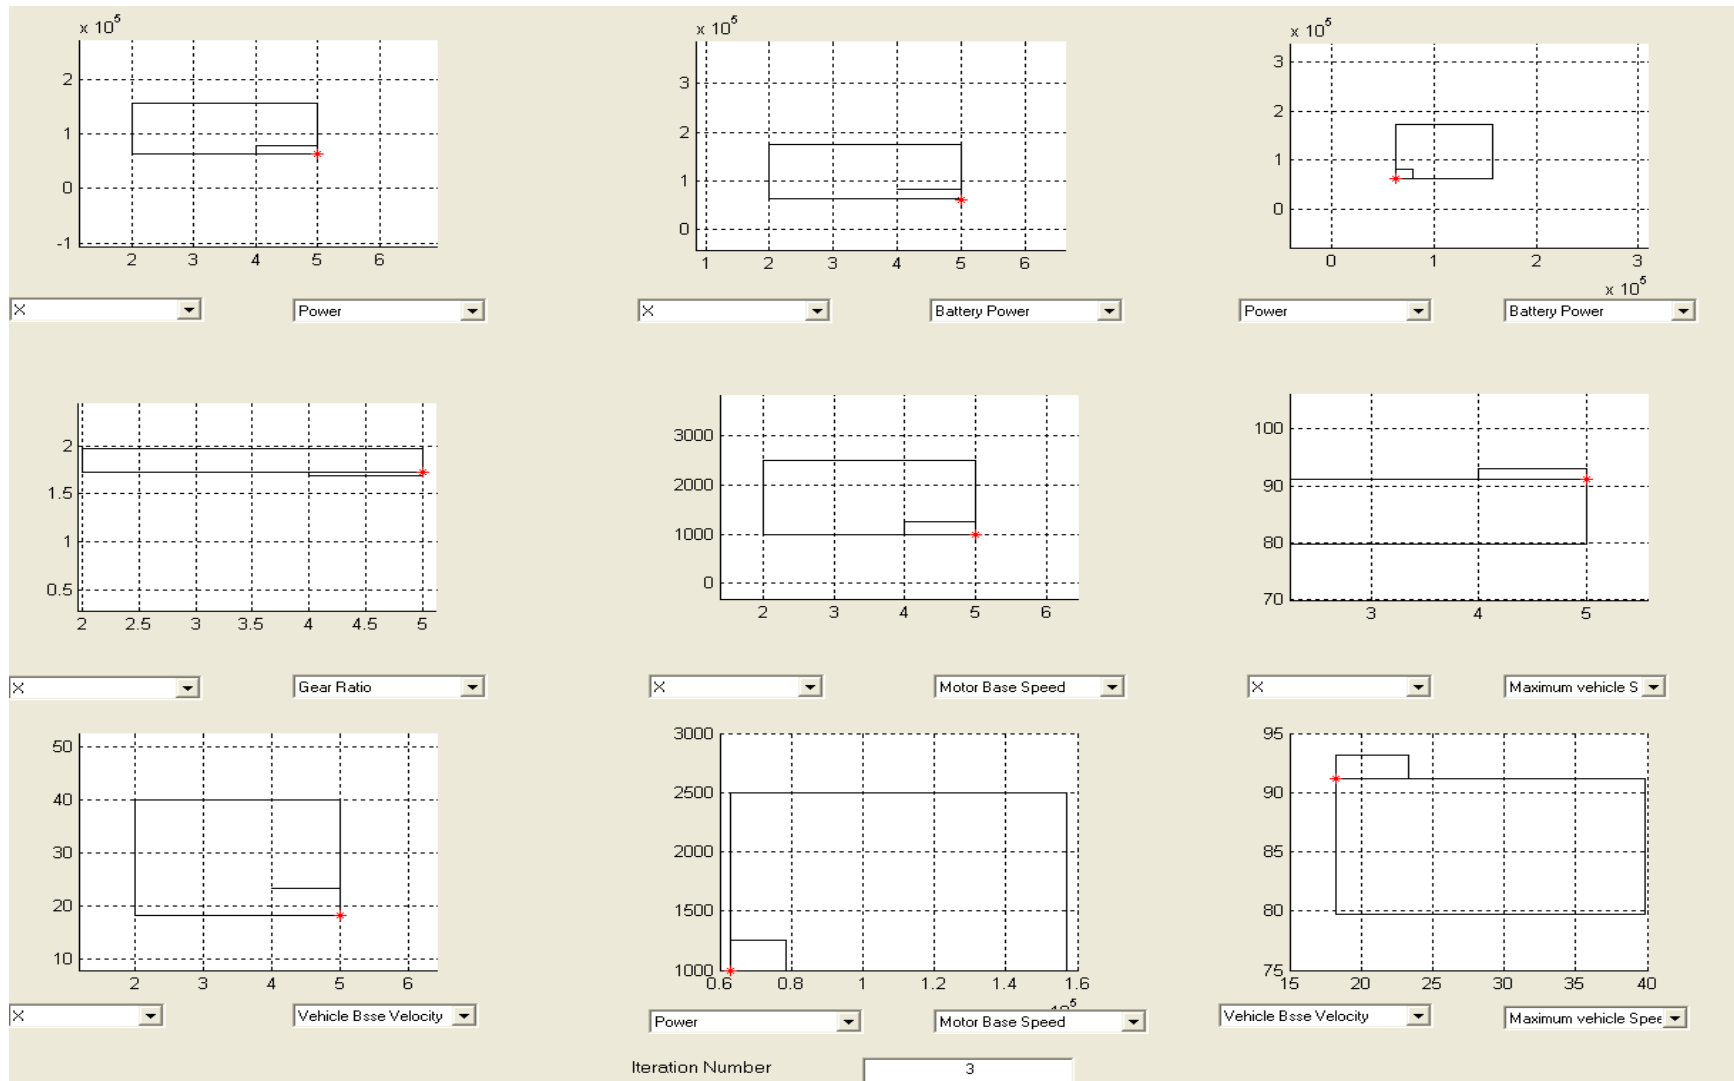 x 10^5
2
1
0
-1
2 3 4 5 6
X Power
x 10^5
3
2
1
0
1 2 3 4 5 6
X Battery Power
x 10^5
3
2
1
0
0 1 2 3
x 10^5
Power Battery Power
2
1.5
1
0.5
2 2.5 3 3.5 4 4.5 5
X Gear Ratio
3000
2000
1000
0
2 3 4 5 6
X Motor Base Speed
100
90
80
70
3 4 5
X Maximum vehicle S
50
40
30
20
10
2 3 4 5 6
X Vehicle Bsse Velocity
3000
2500
2000
1500
1000
0.6 0.8 1 1.2 1.4 1.6
Power Motor Base Speed
95
90
85
80
75
15 20 25 30 35 40
Vehicle Bsse Velocity Maximum vehicle Spee
Iteration Number 3